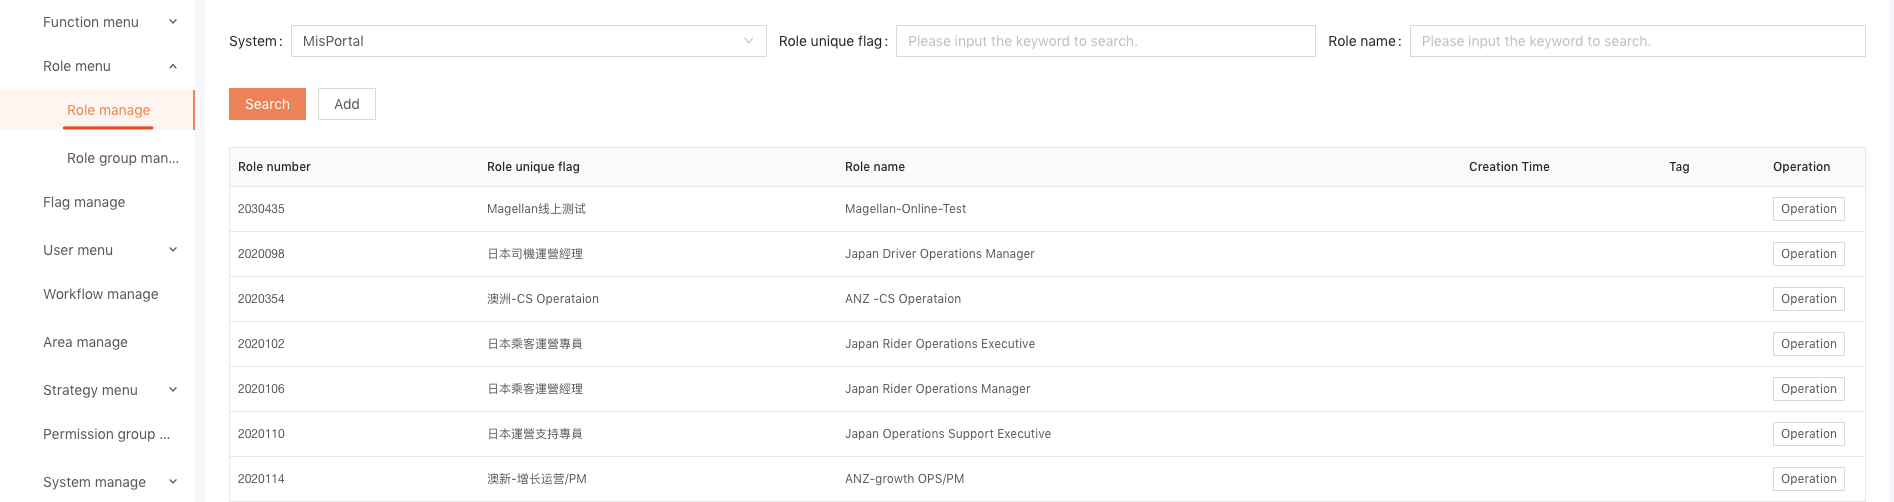 Function menu
Role menu
Role manage
Role group man...
Flag manage
User menu
Workflow manage
Area manage
Strategy menu
Permission group ...
System manage
System: MisPortal Role unique flag: Please input the keyword to search. Role name: Please input the keyword to search.
Search Add
Role number Role unique flag Role name Creation Time Tag Operation
2030435 Magellan线上测试 Magellan-Online-Test Operation
2020098 日本司機運營經理 Japan Driver Operations Manager Operation
2020354 澳洲-CS Operataion ANZ -CS Operataion Operation
2020102 日本乘客運營專員 Japan Rider Operations Executive Operation
2020106 日本乘客運營經理 Japan Rider Operations Manager Operation
2020110 日本運營支持專員 Japan Operations Support Executive Operation
2020114 澳新-增长运营/PM ANZ-growth OPS/PM Operation